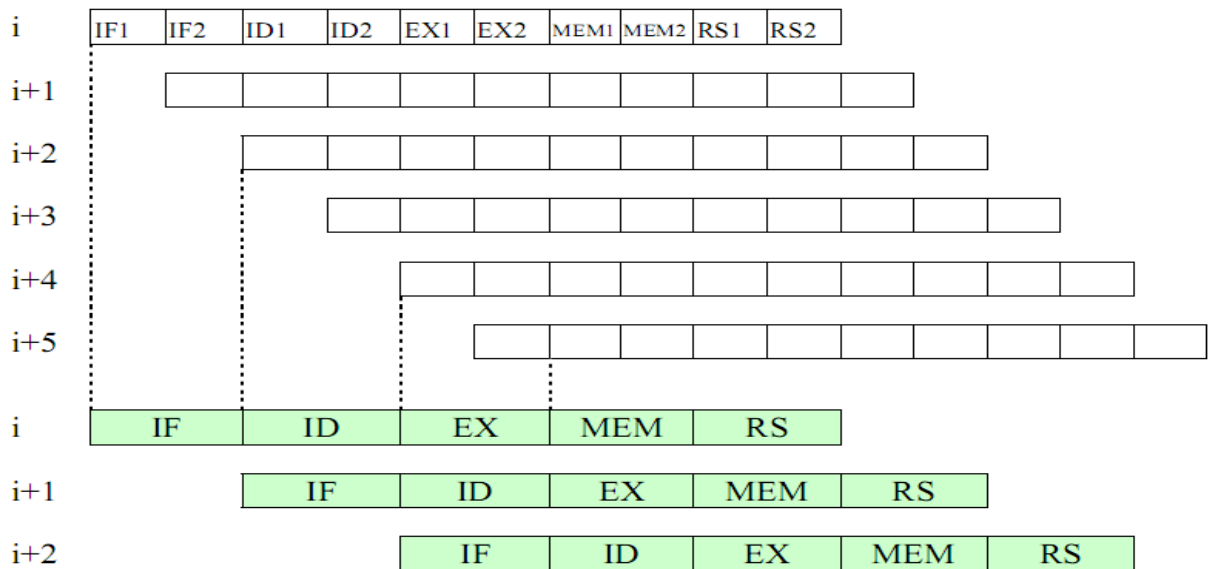 i IF1 IF2 ID1 ID2 EX1 EX2 MEM1 MEM2 RS1 RS2
i+1
i+2
i+3
i+4
i+5
i IF ID EX MEM RS
i+1 IF ID EX MEM RS
i+2 IF ID EX MEM RS